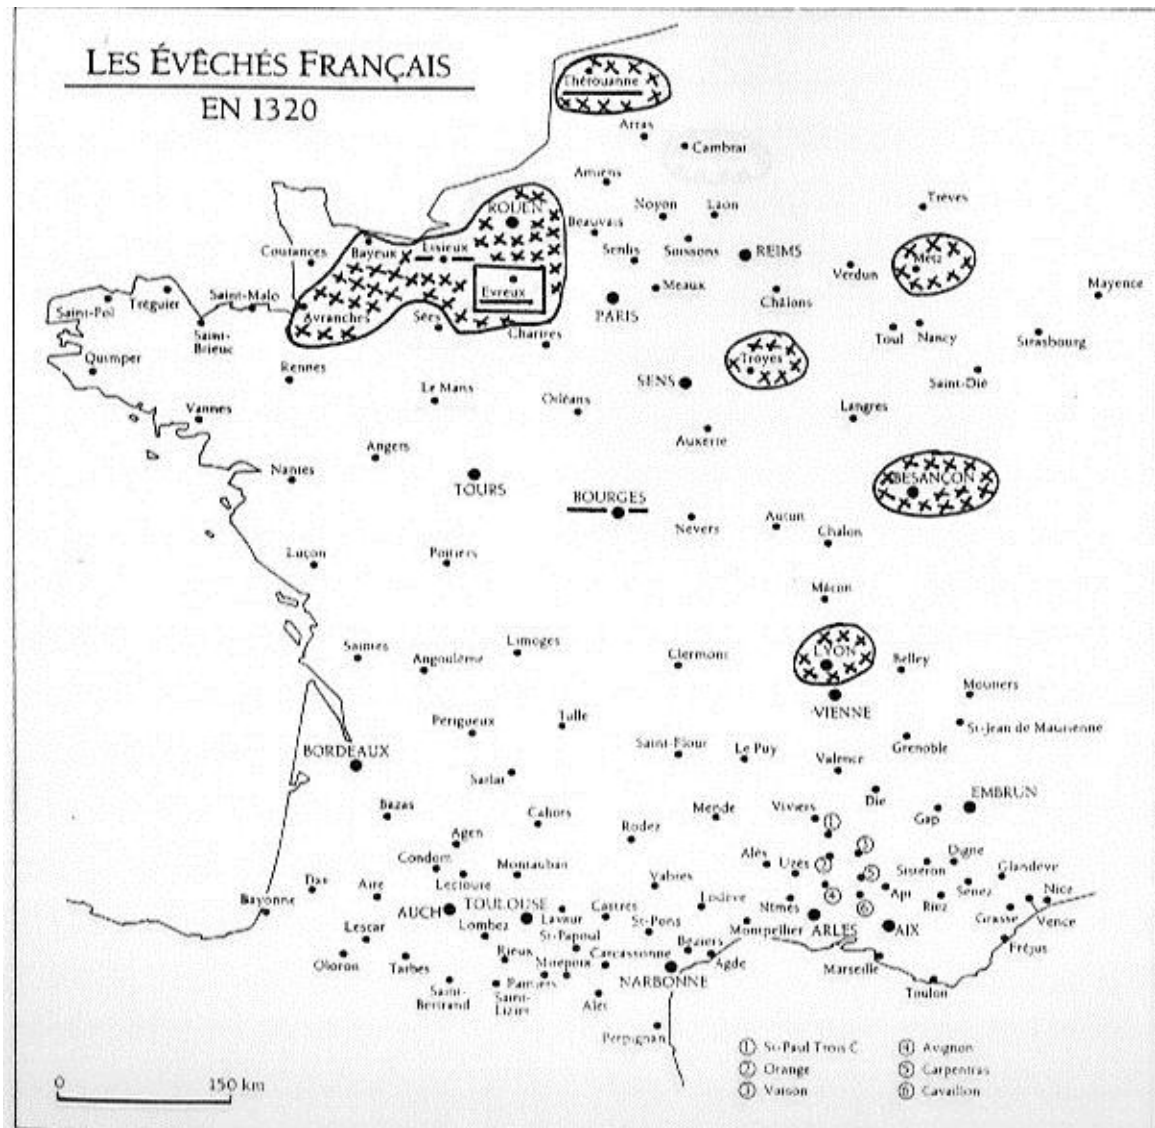 LES ÉVÊCHÉS FRANÇAIS
EN 1320
Thérouanne
Arras
Cambrai
Amiens
Noyon
Laon
Trèves
ROUEN
Beauvais
Coutances
Bayeux
Lisieux
Senlis
Soissons
REIMS
Verdun
Metz
Mayence
Evreux
Meaux
Châlons
Saint-Pol
Tréguier
Saint-Malo
Avranches
Sées
PARIS
Saint-
Brieuc
Chartres
Toul
Nancy
Strasbourg
Quimper
Rennes
Troyes
Saint-Dié
Le Mans
Orléans
SENS
Langres
Vannes
Auxerre
Angers
Nantes
TOURS
BOURGES
BESANÇON
Nevers
Autun
Chalon
Luçon
Poitiers
Mâcon
Saintes
Angoulême
Limoges
Clermont
LYON
Belley
Moutiers
VIENNE
Périgueux
Tulle
St-Jean de Maurienne
BORDEAUX
Saint-Flour
Le Puy
Grenoble
Valence
Sarlat
Die
EMBRUN
Bazas
Cahors
Mende
Viviers
Gap
Agen
Rodez
1
Condom
Montauban
Alès
Uzès
2
3
Sisteron
Digne
Glandève
Dax
Aire
Lectoure
Vabres
4
5
Apt
Senez
Nice
Bayonne
AUCH
TOULOUSE
Lavaur
Castres
Lodève
Nîmes
6
Riez
Grasse
Vence
Lescar
Lombez
St-Papoul
St-Pons
Montpellier
ARLES
AIX
Fréjus
Oloron
Tarbes
Rieux
Mirepoix
Carcassonne
Béziers
Agde
Marseille
Saint-
Bertrand
Pamiers
Saint-
Lizier
Alet
NARBONNE
Toulon
Perpignan
1 St-Paul Trois C.
2 Orange
3 Vaison
4 Avignon
5 Carpentras
6 Cavaillon
0 150 km